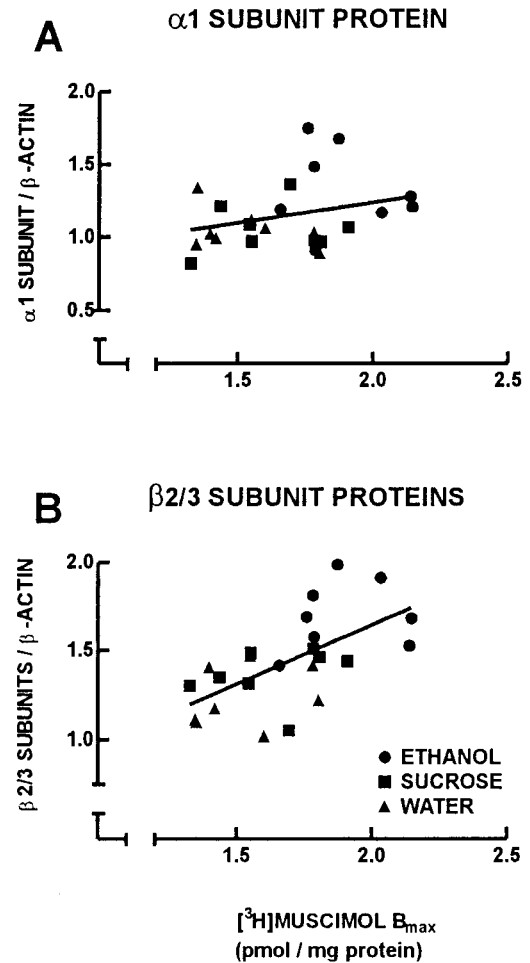 A
α1 SUBUNIT PROTEIN
α1 SUBUNIT / β-ACTIN
2.0
1.5
1.0
0.5
1.5 2.0 2.5
B
β2/3 SUBUNIT PROTEINS
β 2/3 SUBUNITS / β-ACTIN
2.0
1.5
1.0
ETHANOL
SUCROSE
WATER
1.5 2.0 2.5
[³H]MUSCIMOL Bmax
(pmol / mg protein)